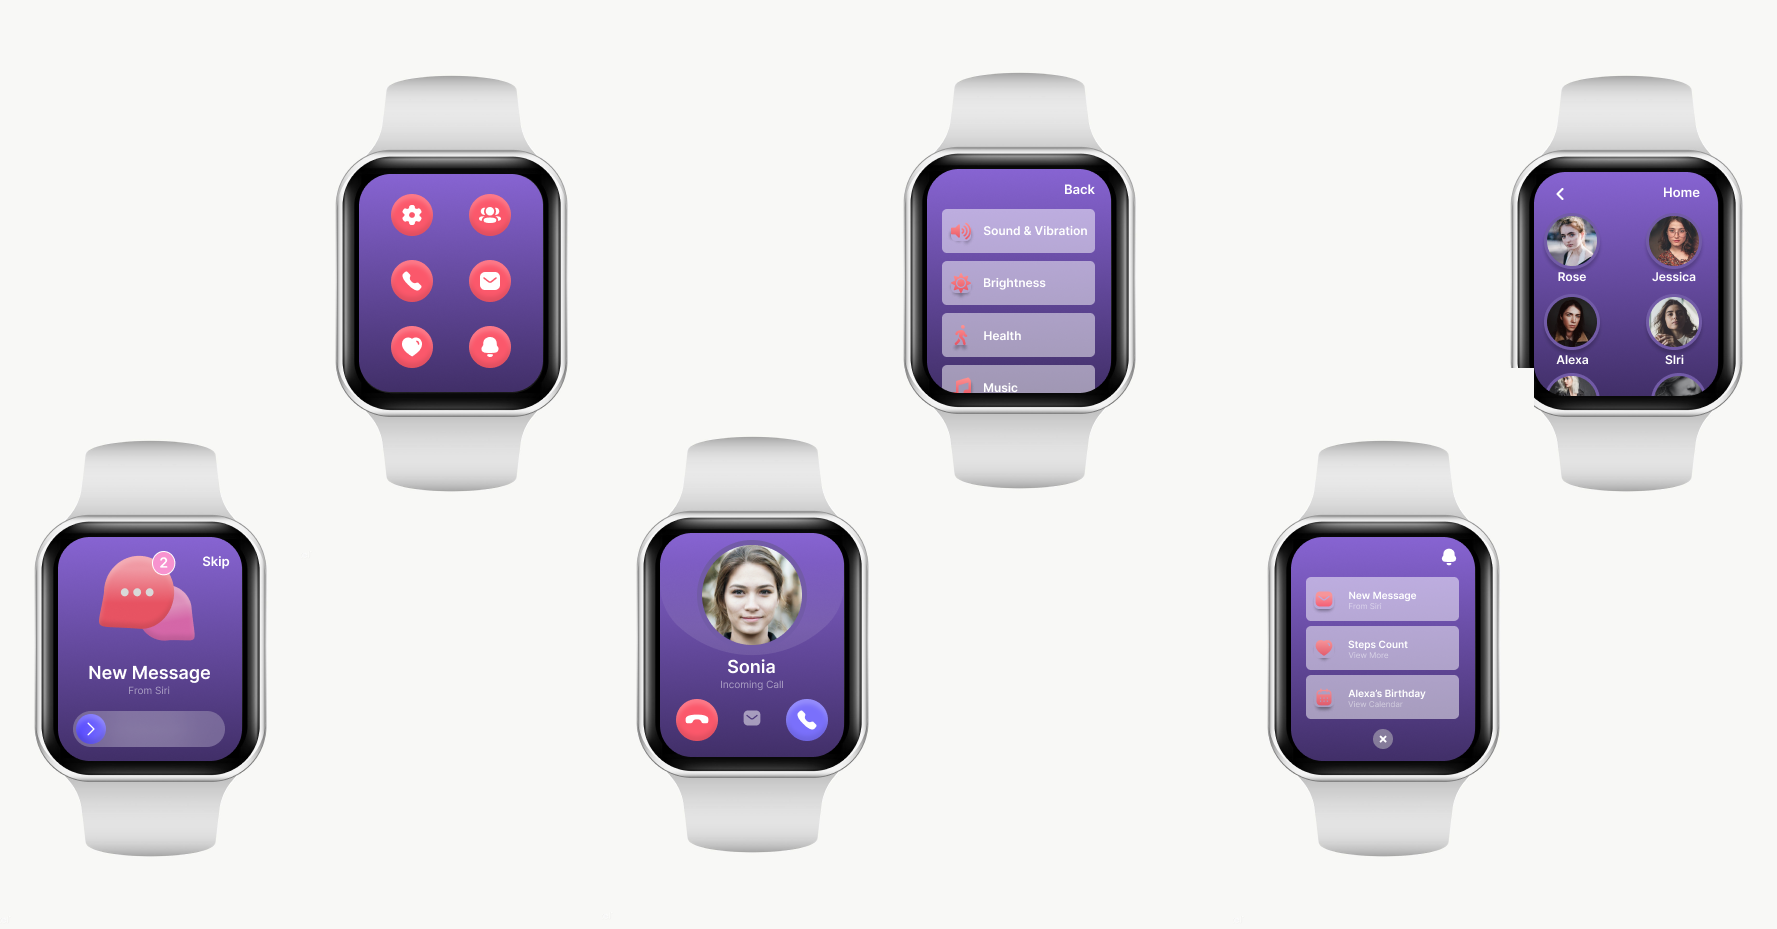 Back
Sound & Vibration
Brightness
Health
Music
Home
Rose
Jessica
Alexa
SIri
2
Skip
New Message
From Siri
Sonia
Incoming Call
New Message
From Siri
Steps Count
View More
Alexa's Birthday
View Calendar